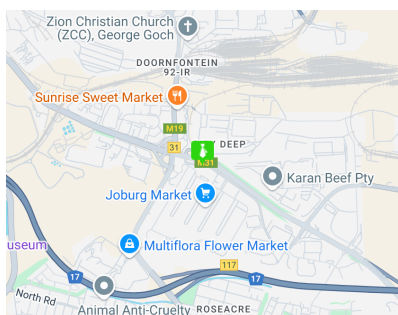 Zion Christian Church
(ZCC), George Goch
DOORNFONTEIN
92-IR
Sunrise Sweet Market
M19
31
DEEP
M31
Karan Beef Pty
Joburg Market
Multiflora Flower Market
useum
117
17
17
North Rd
Animal Anti-Cruelty
ROSEACRE